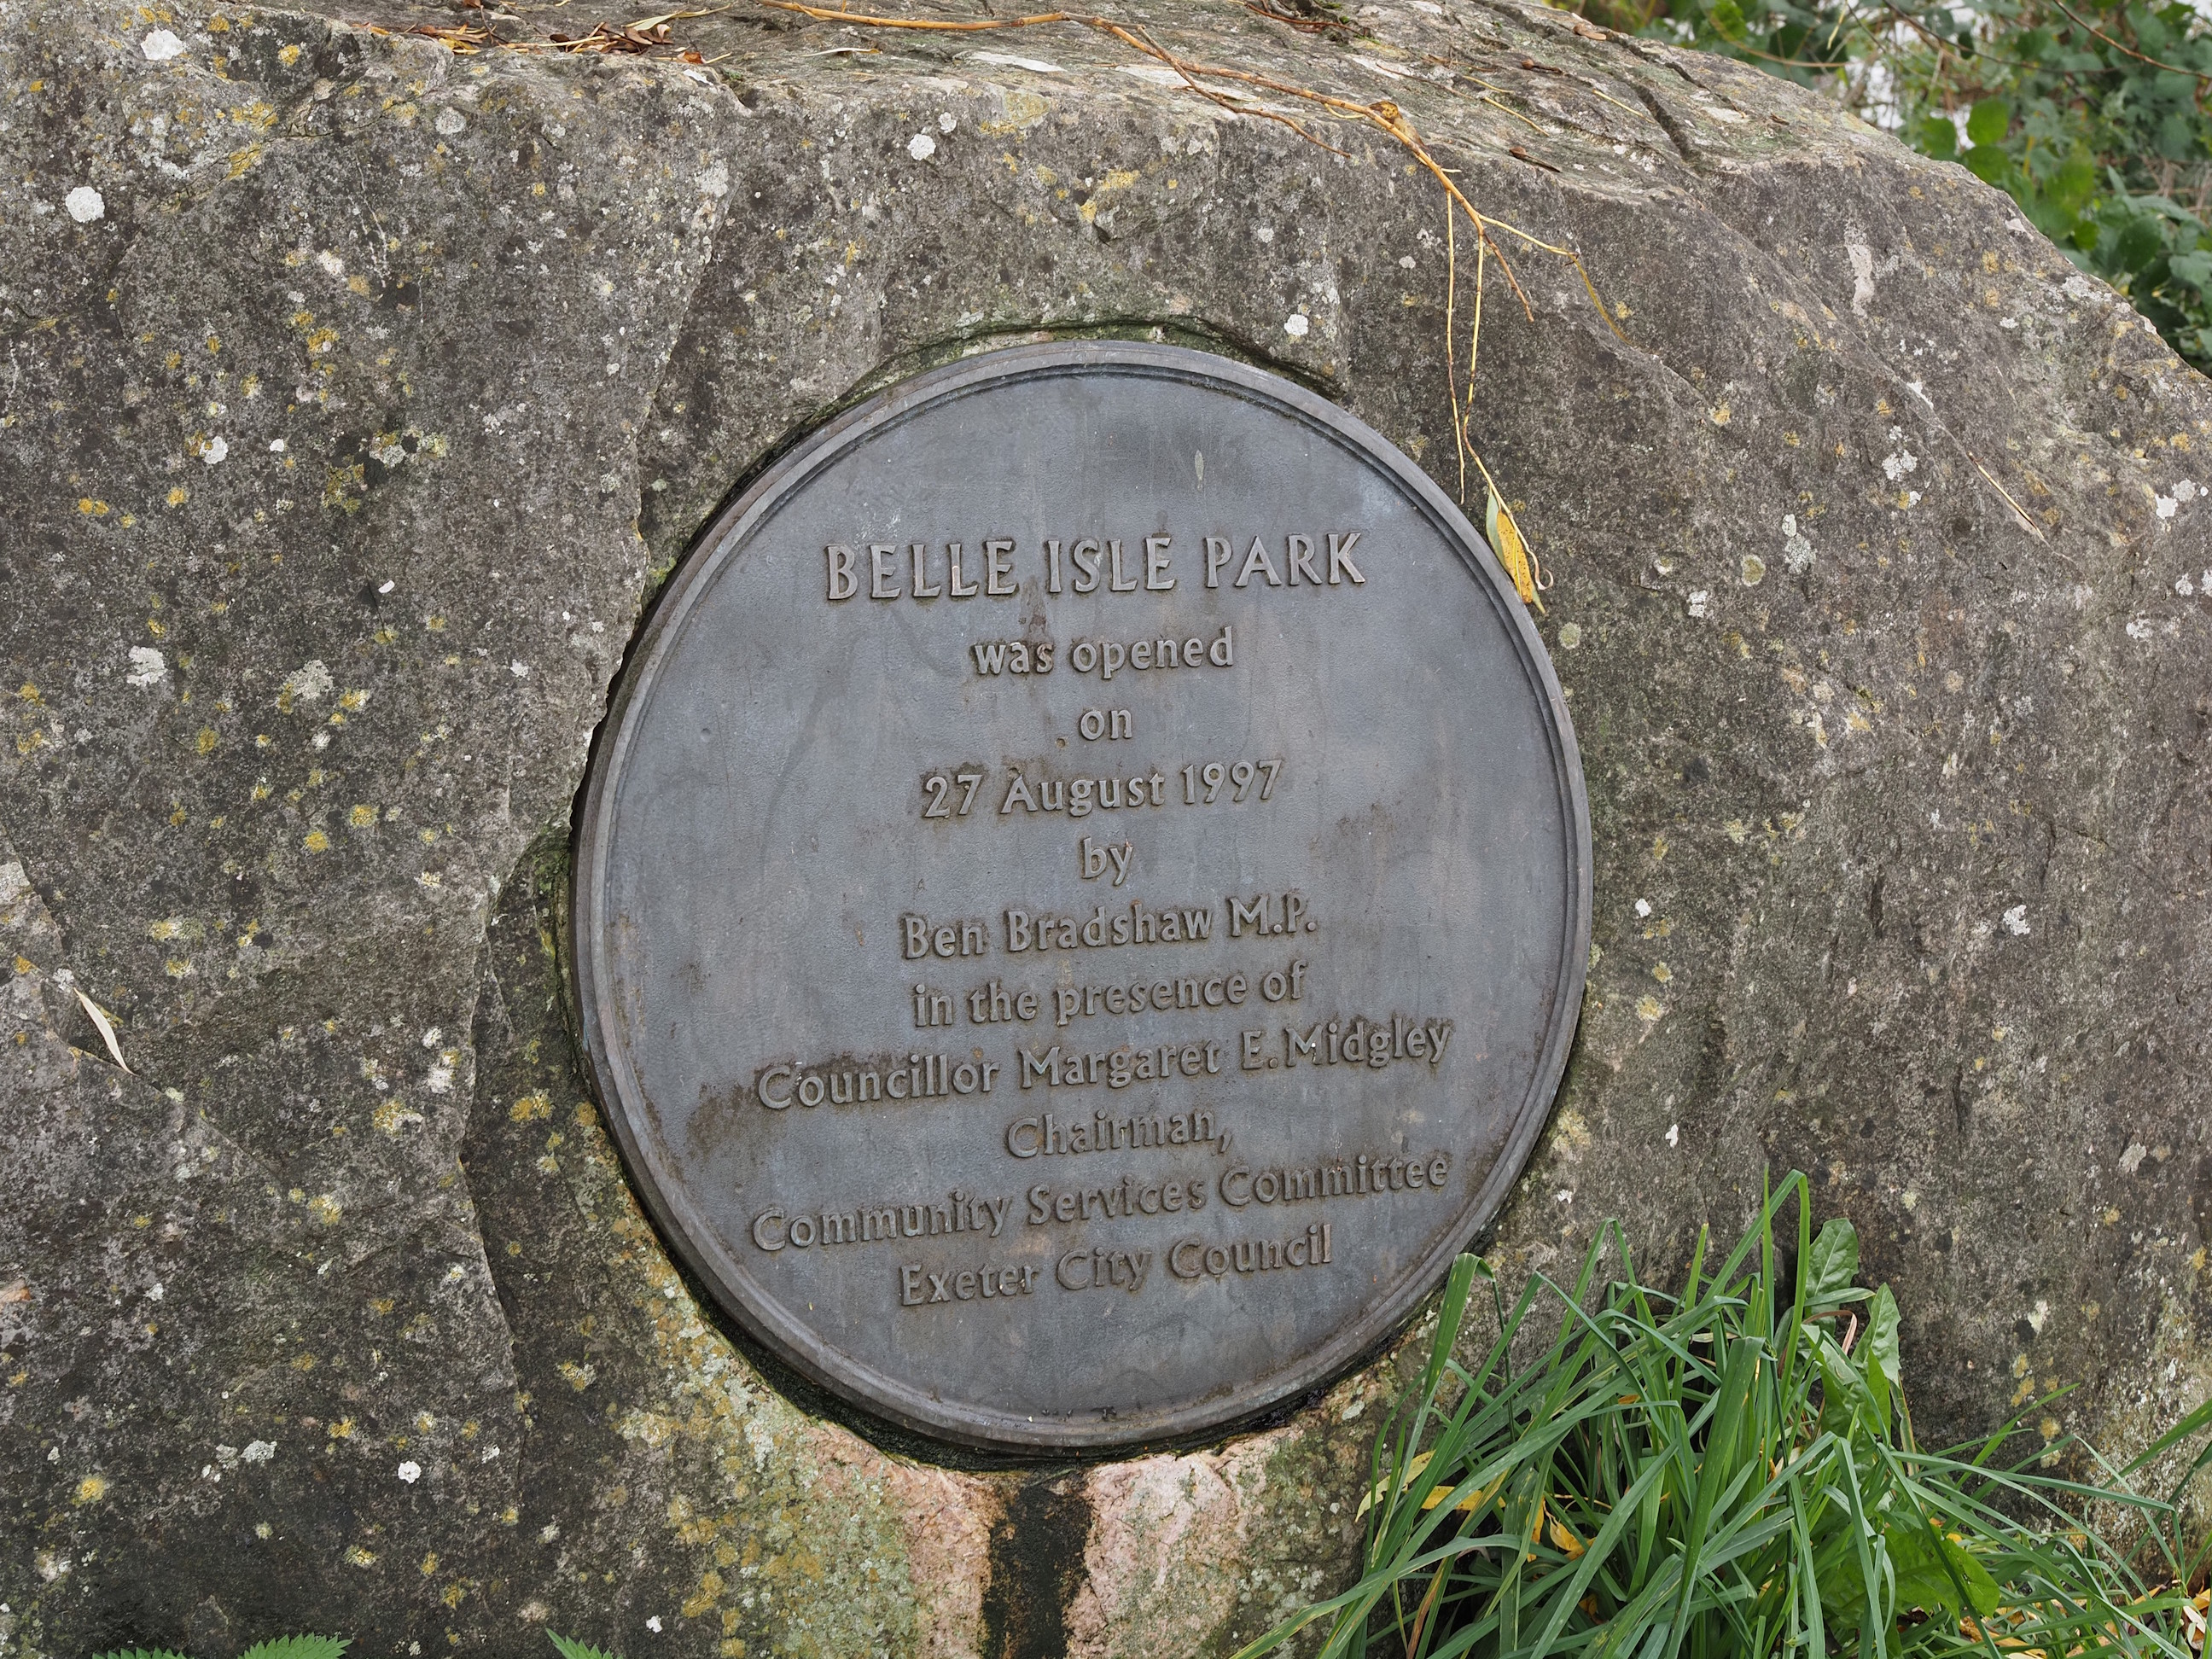 BELLE ISLE PARK
was opened
on
27 August 1997
by
Ben Bradshaw M.P.
in the presence of
Councillor Margaret E. Midgley
Chairman,
Community Services Committee
Exeter City Council